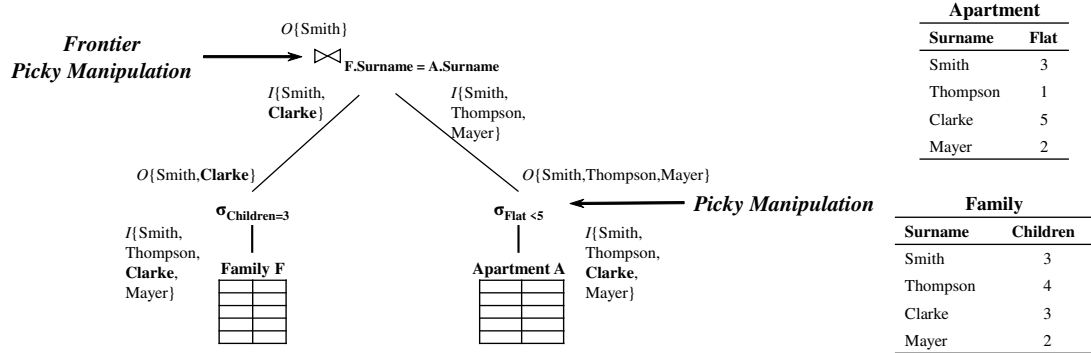 Frontier
Picky Manipulation
O{Smith}
F.Surname = A.Surname
I{Smith,
Clarke}
I{Smith,
Thompson,
Mayer}
O{Smith,Clarke}
O{Smith,Thompson,Mayer}
σChildren=3
σFlat <5
Picky Manipulation
I{Smith,
Thompson,
Clarke,
Mayer}
Family F
Apartment A
I{Smith,
Thompson,
Clarke,
Mayer}
Apartment
Surname Flat
Smith 3
Thompson 1
Clarke 5
Mayer 2
Family
Surname Children
Smith 3
Thompson 4
Clarke 3
Mayer 2